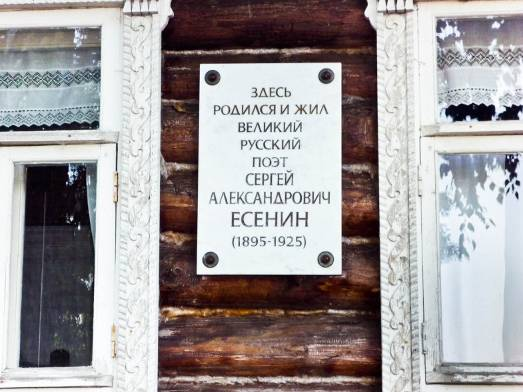 ЗДЕСЬ
РОДИЛСЯ И ЖИЛ
ВЕЛИКИЙ
РУССКИЙ
ПОЭТ
СЕРГЕЙ
АЛЕКСАНДРОВИЧ
ЕСЕНИН
(1895-1925)